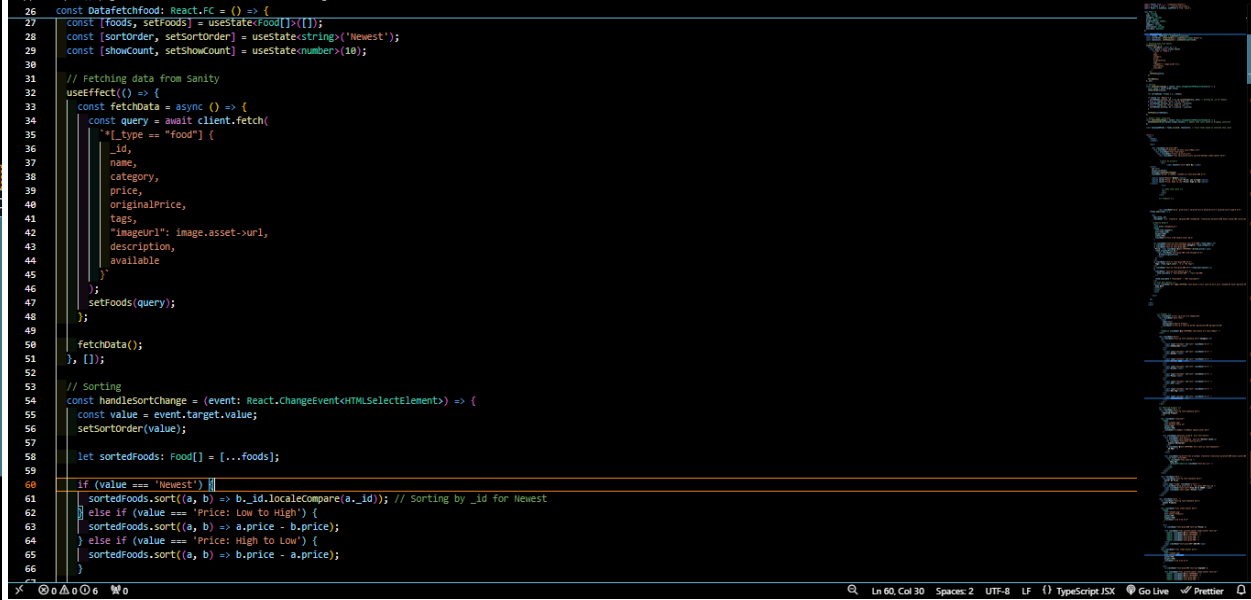 26 const Datafetchfood: React.FC = () => {
27 const [foods, setFoods] = useState<Food[]>([]);
28 const [sortOrder, setSortOrder] = useState<string>('Newest');
29 const [showCount, setShowCount] = useState<number>(10);
30
31 // Fetching data from Sanity
32 useEffect(() => {
33 const fetchData = async () => {
34 const query = await client.fetch(
35 `*[_type == "food"] {
36 _id,
37 name,
38 category,
39 price,
40 originalPrice,
41 tags,
42 "imageUrl": image.asset->url,
43 description,
44 available
45 }`
46 );
47 setFoods(query);
48 };
49
50 fetchData();
51 }, []);
52
53 // Sorting
54 const handleSortChange = (event: React.ChangeEvent<HTMLSelectElement>) => {
55 const value = event.target.value;
56 setSortOrder(value);
57
58 let sortedFoods: Food[] = [...foods];
59
60 if (value === 'Newest') {
61 sortedFoods.sort((a, b) => b._id.localeCompare(a._id)); // Sorting by _id for Newest
62 } else if (value === 'Price: Low to High') {
63 sortedFoods.sort((a, b) => a.price - b.price);
64 } else if (value === 'Price: High to Low') {
65 sortedFoods.sort((a, b) => b.price - a.price);
66 }
0 0 6 0 Ln 60, Col 30 Spaces: 2 UTF-8 LF {} TypeScript JSX Go Live Prettier